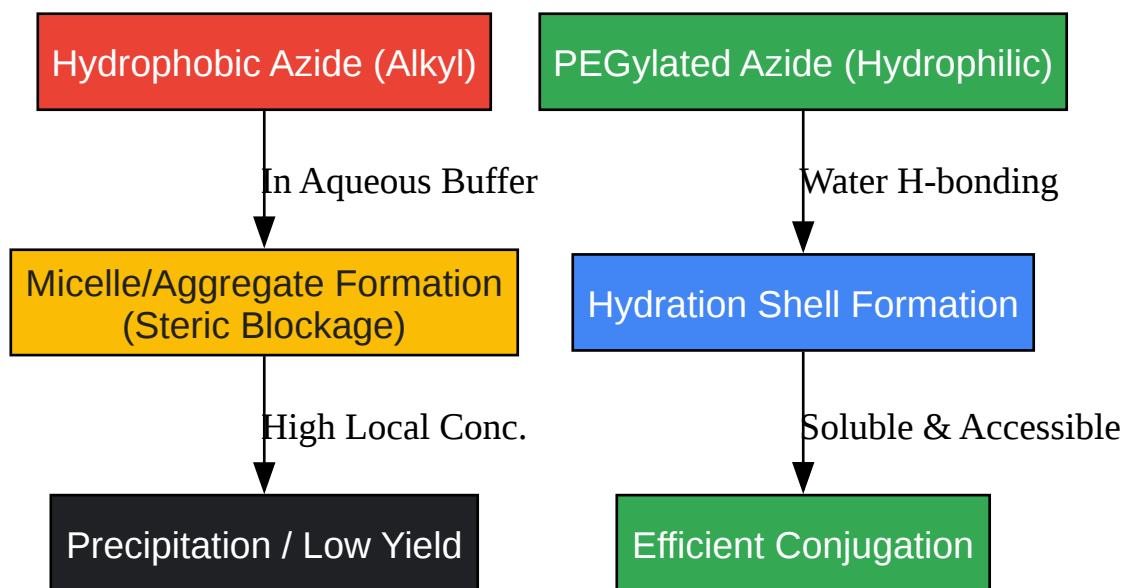 Hydrophobic Azide (Alkyl)
PEGylated Azide (Hydrophilic)
In Aqueous Buffer
Water H-bonding
Micelle/Aggregate Formation
(Steric Blockage)
Hydration Shell Formation
High Local Conc.
Soluble & Accessible
Precipitation / Low Yield
Efficient Conjugation